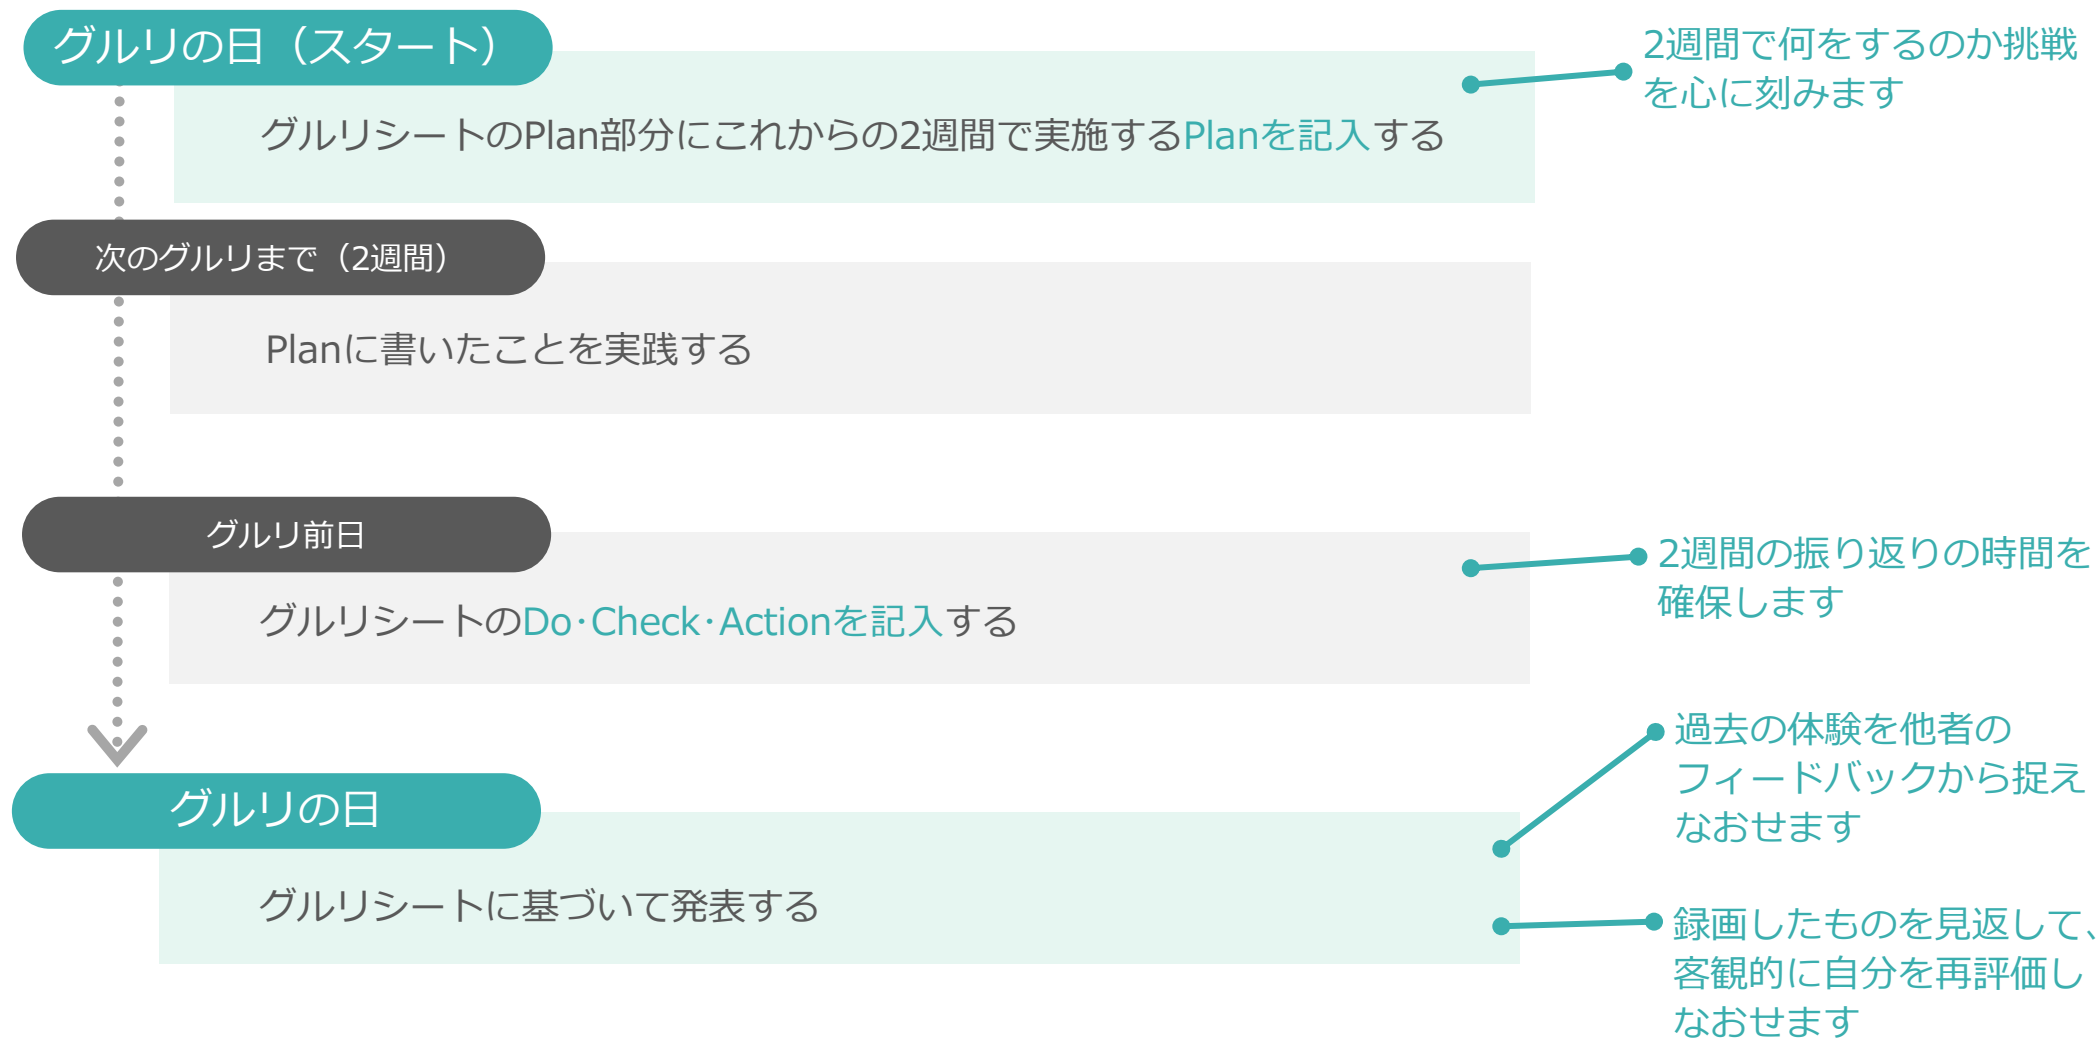 グルリの日（スタート）
2週間で何をするのか挑戦
を心に刻みます
グルリシートのPlan部分にこれからの2週間で実施するPlanを記入する
次のグルリまで（2週間）
Planに書いたことを実践する
グルリ前日
2週間の振り返りの時間を
確保します
グルリシートのDo･Check･Actionを記入する
過去の体験を他者の
フィードバックから捉え
なおせます
グルリの日
グルリシートに基づいて発表する
録画したものを見返して、
客観的に自分を再評価し
なおせます